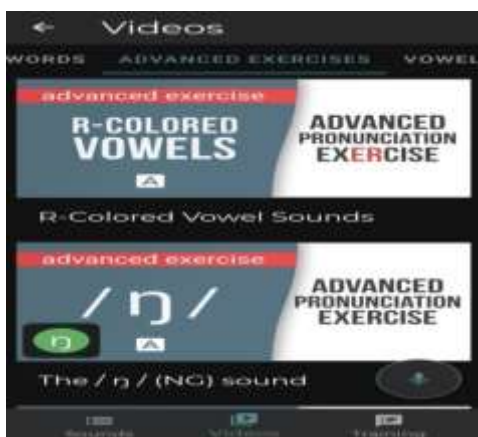 Videos
WORDS ADVANCED EXERCISES VOWEL
advanced exercise
R-COLORED
VOWELS
A
ADVANCED
PRONUNCIATION
EXERCISE
R-Colored Vowel Sounds
advanced exercise
/ŋ/
ŋ
A
ADVANCED
PRONUNCIATION
EXERCISE
The /ŋ/ (NG) sound
Sounds Videos Training